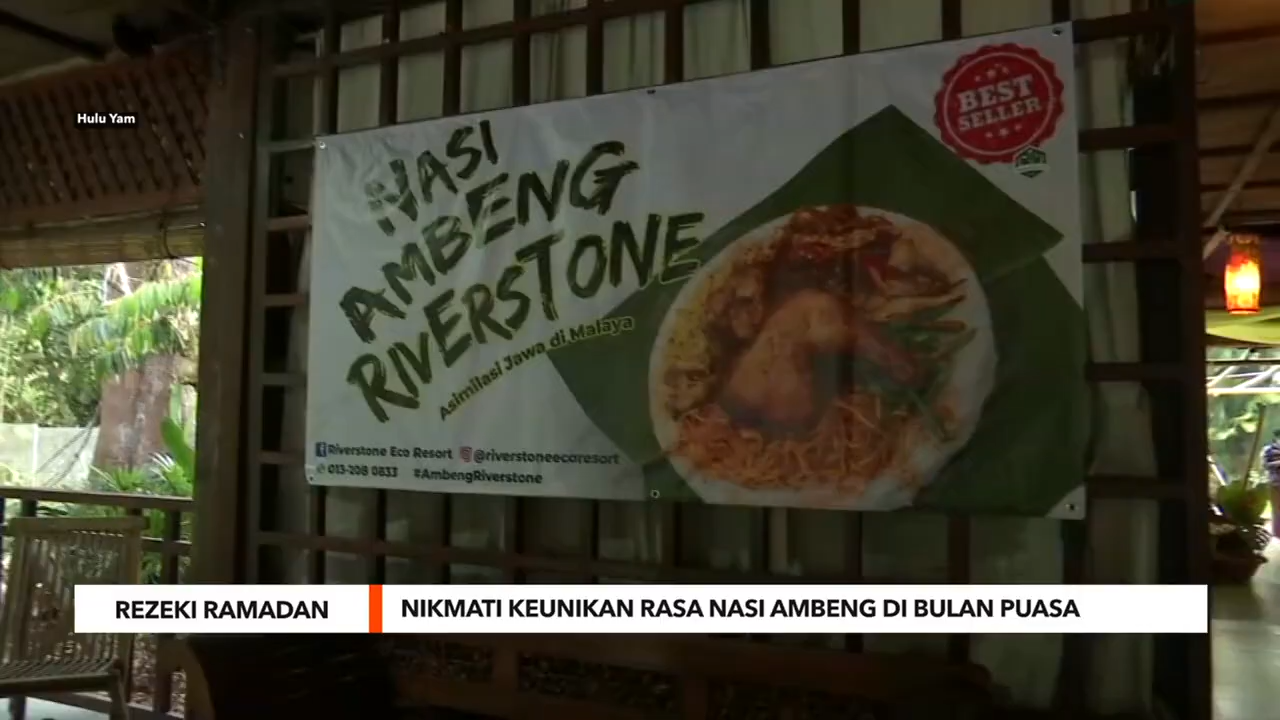 Hulu Yam
NASI
AMBENG
RIVERSTONE
Asimilasi Jawa di Malaya
BEST
SELLER
Riverstone Eco Resort @riverstoneecoresort
013-208 0833 #AmbengRiverstone
REZEKI RAMADAN
NIKMATI KEUNIKAN RASA NASI AMBENG DI BULAN PUASA